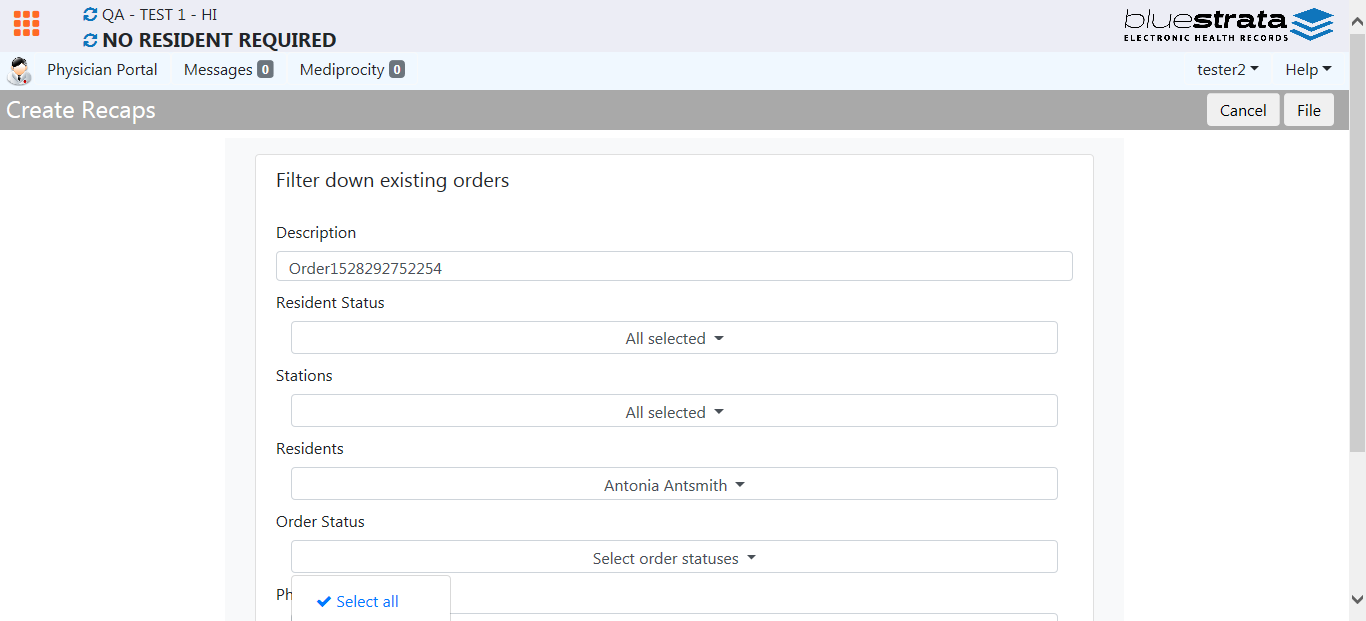 QA - TEST 1 - HI
NO RESIDENT REQUIRED
bluestrata
ELECTRONIC HEALTH RECORDS
Physician Portal Messages 0 Mediprocity 0 tester2 Help
Create Recaps Cancel File
Filter down existing orders
Description
Order1528292752254
Resident Status
All selected
Stations
All selected
Residents
Antonia Antsmith
Order Status
Select order statuses
Ph
Select all